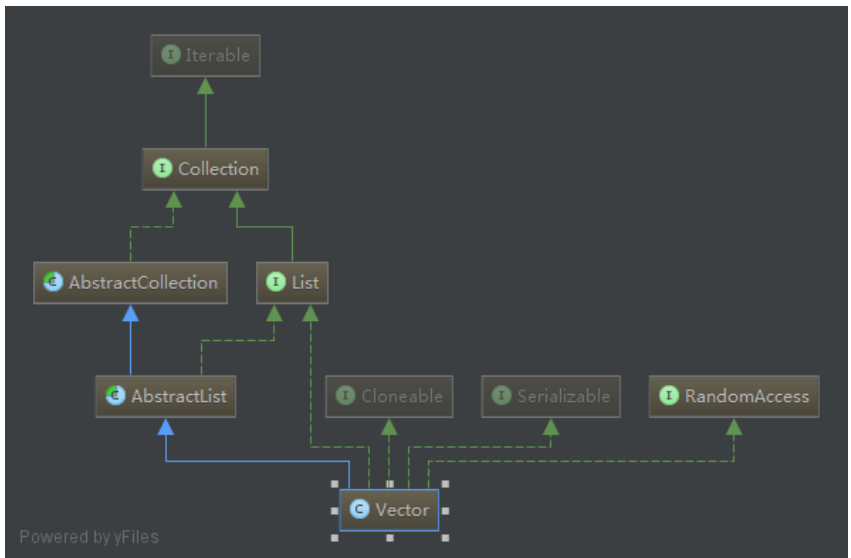 I Iterable
I Collection
C AbstractCollection
I List
C AbstractList
I Cloneable
I Serializable
I RandomAccess
C Vector
Powered by yFiles